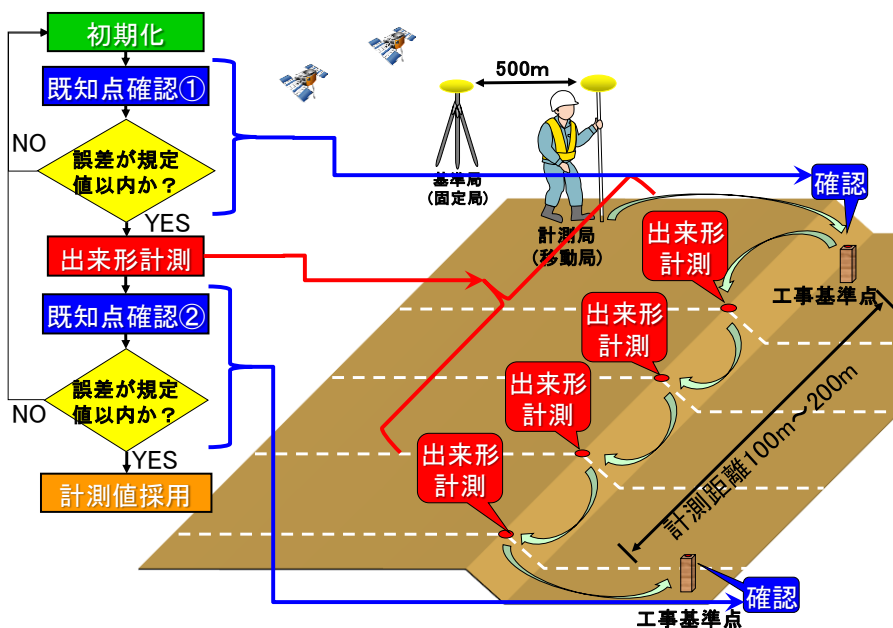 初期化
既知点確認①
NO
誤差が規定
値以内か？
YES
出来形計測
既知点確認②
誤差が規定
値以内か？
NO
YES
計測値採用
500m
基準局
(固定局)
計測局
(移動局)
確認
工事基準点
出来形
計測
出来形
計測
出来形
計測
出来形
計測
計測距離100m～200m
確認
工事基準点